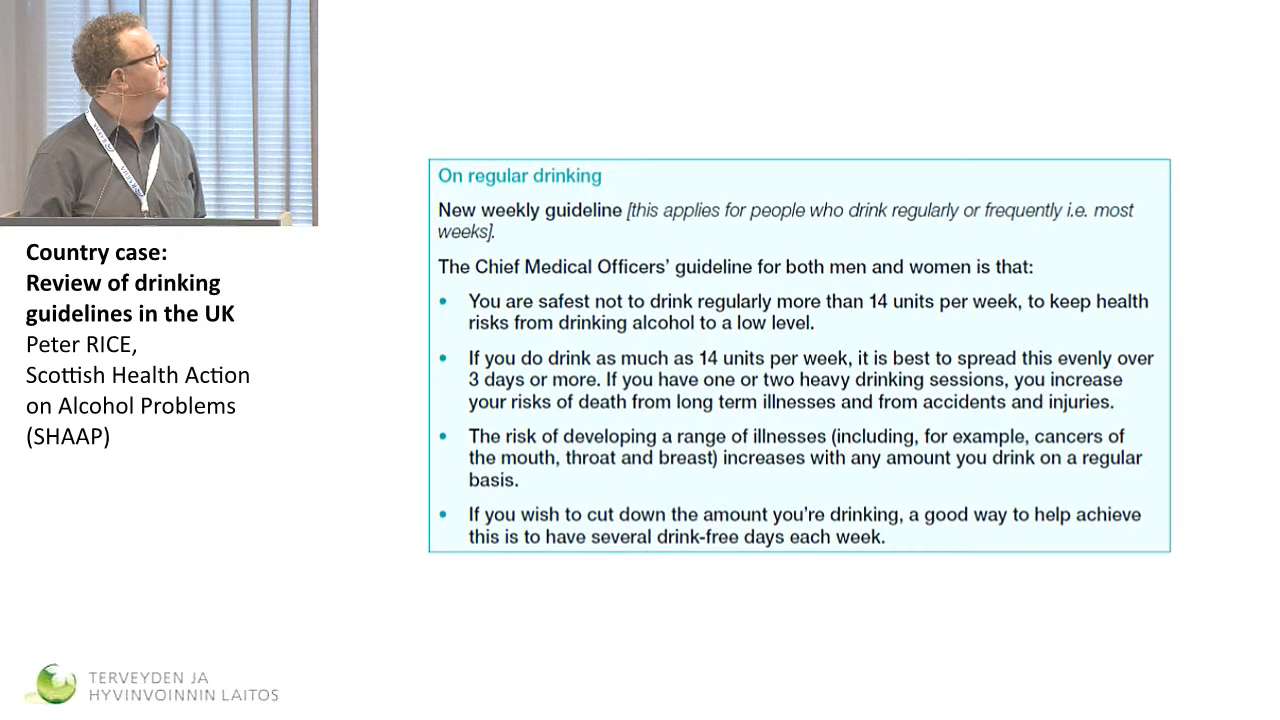 Country case:
Review of drinking
guidelines in the UK
Peter RICE,
Scottish Health Action
on Alcohol Problems
(SHAAP)
On regular drinking
New weekly guideline [this applies for people who drink regularly or frequently i.e. most
weeks].
The Chief Medical Officers’ guideline for both men and women is that:
• You are safest not to drink regularly more than 14 units per week, to keep health
risks from drinking alcohol to a low level.
• If you do drink as much as 14 units per week, it is best to spread this evenly over
3 days or more. If you have one or two heavy drinking sessions, you increase
your risks of death from long term illnesses and from accidents and injuries.
• The risk of developing a range of illnesses (including, for example, cancers of
the mouth, throat and breast) increases with any amount you drink on a regular
basis.
• If you wish to cut down the amount you’re drinking, a good way to help achieve
this is to have several drink-free days each week.
TERVEYDEN JA
HYVINVOINNIN LAITOS